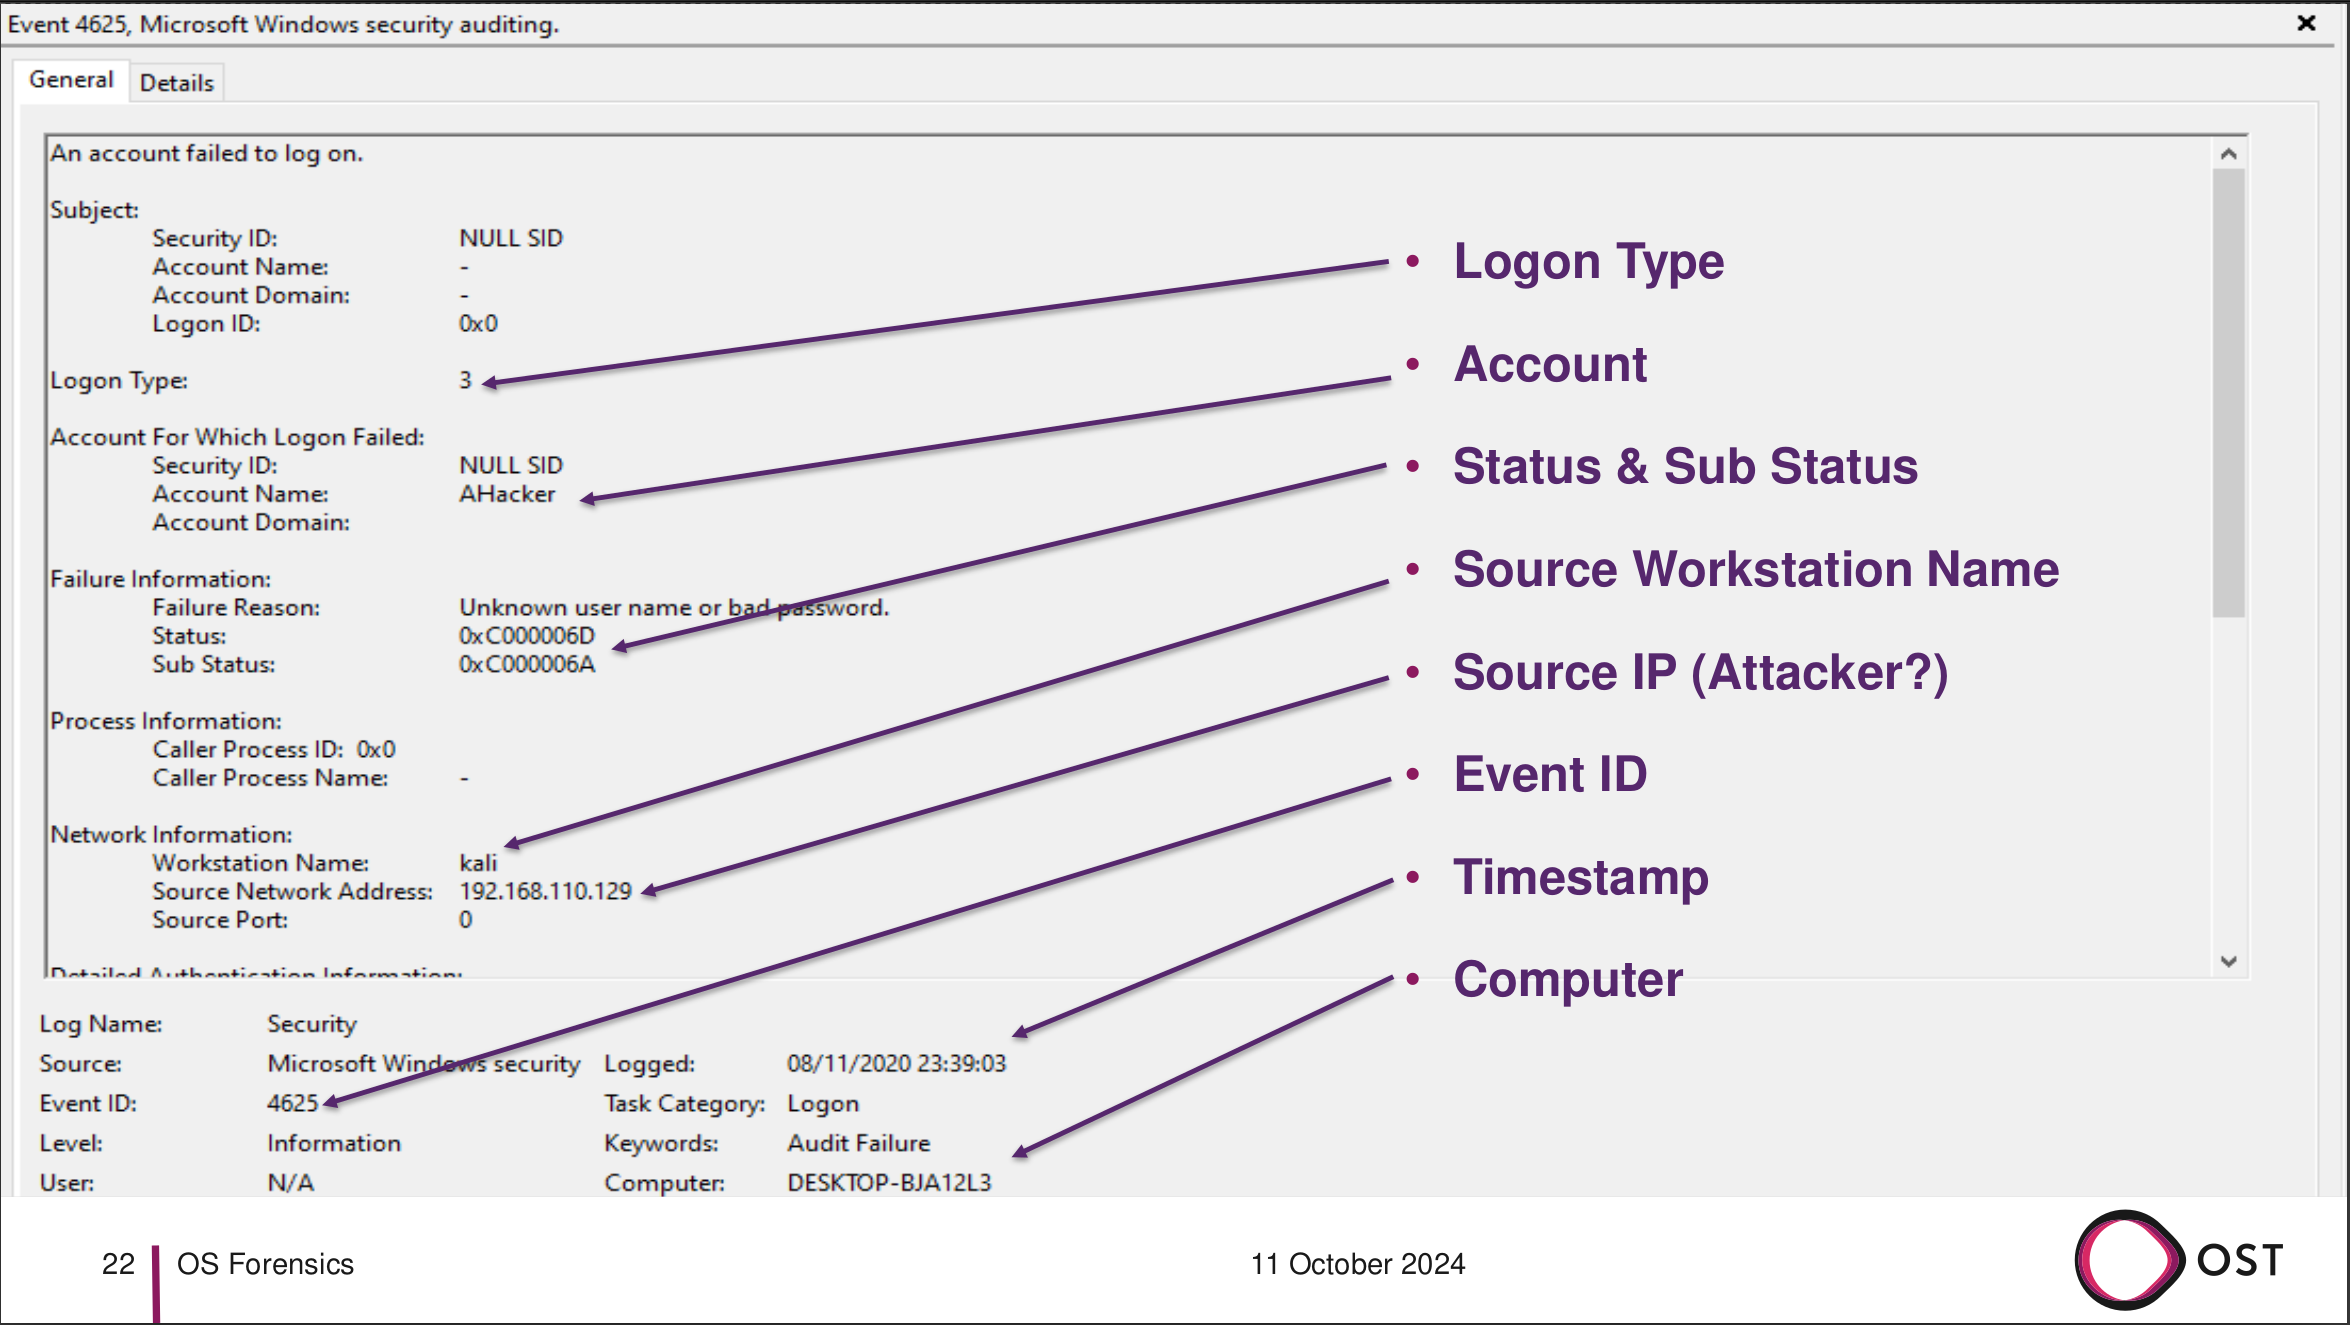 Event 4625, Microsoft Windows security auditing.
General Details
An account failed to log on.
Subject:
Security ID: NULL SID
Account Name: -
Account Domain: -
Logon ID: 0x0
Logon Type: 3
Account For Which Logon Failed:
Security ID: NULL SID
Account Name: AHacker
Account Domain:
Failure Information:
Failure Reason: Unknown user name or bad password.
Status: 0xC000006D
Sub Status: 0xC000006A
Process Information:
Caller Process ID: 0x0
Caller Process Name: -
Network Information:
Workstation Name: kali
Source Network Address: 192.168.110.129
Source Port: 0
Detailed Authentication Information:
• Logon Type
• Account
• Status & Sub Status
• Source Workstation Name
• Source IP (Attacker?)
• Event ID
• Timestamp
• Computer
Log Name: Security
Source: Microsoft Windows security Logged: 08/11/2020 23:39:03
Event ID: 4625 Task Category: Logon
Level: Information Keywords: Audit Failure
User: N/A Computer: DESKTOP-BJA12L3
22 OS Forensics 11 October 2024 OST